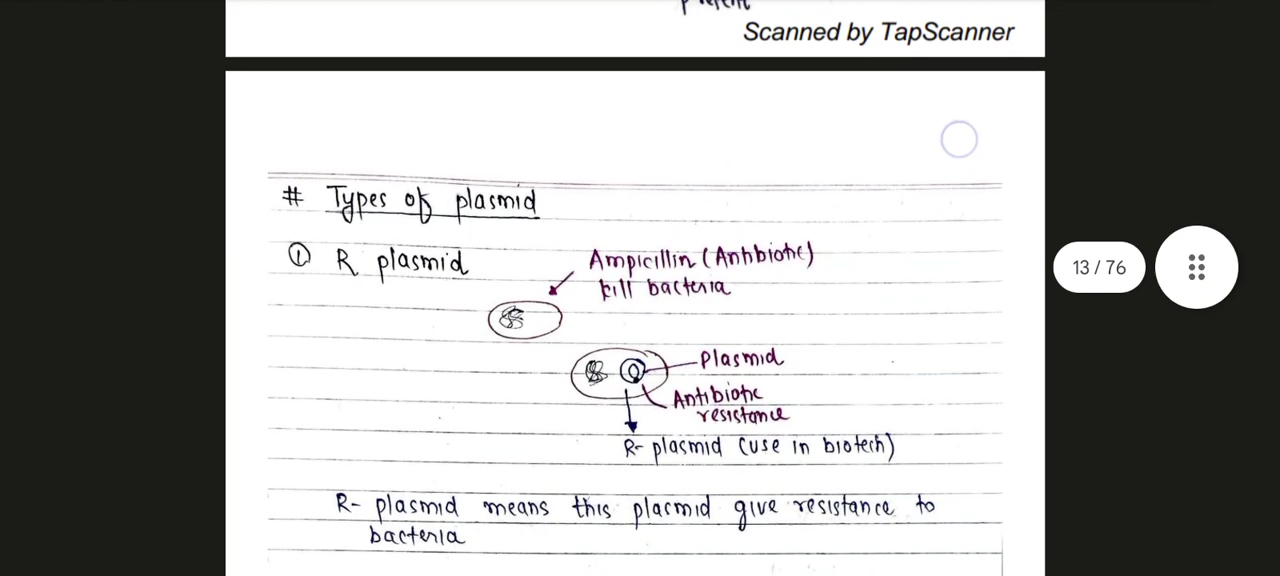 Scanned by TapScanner
# Types of plasmid
① R plasmid
Ampicillin (Antibiotic)
kill bacteria
Plasmid
Antibiotic
resistance
R- plasmid (use in biotech)
R- plasmid means this placmid give resistance to
bacteria
13 / 76